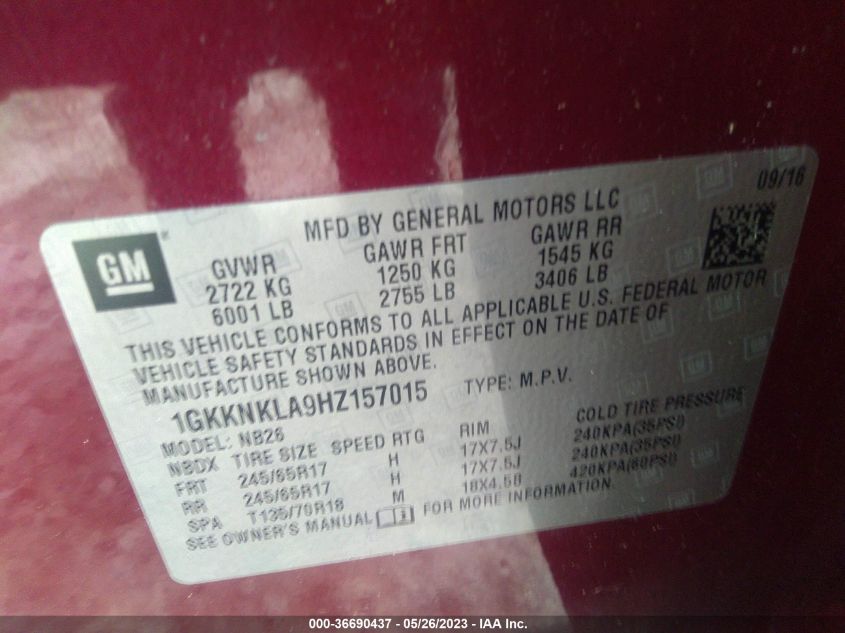 09/16
MFD BY GENERAL MOTORS LLC
GM
GVWR GAWR FRT GAWR RR
2722 KG 1250 KG 1545 KG
6001 LB 2755 LB 3406 LB
THIS VEHICLE CONFORMS TO ALL APPLICABLE U.S. FEDERAL MOTOR
VEHICLE SAFETY STANDARDS IN EFFECT ON THE DATE OF
MANUFACTURE SHOWN ABOVE.
1GKKNKLA9HZ157015 TYPE: M.P.V.
MODEL: NB26
NBDX TIRE SIZE SPEED RTG RIM COLD TIRE PRESSURE
FRT 245/65R17 H 17X7.5J 240KPA(35PSI)
RR 245/65R17 H 17X7.5J 240KPA(35PSI)
SPA T135/70R18 M 18X4.5B 420KPA(60PSI)
SEE OWNER'S MANUAL FOR MORE INFORMATION.
000-36690437 - 05/26/2023 - IAA Inc.